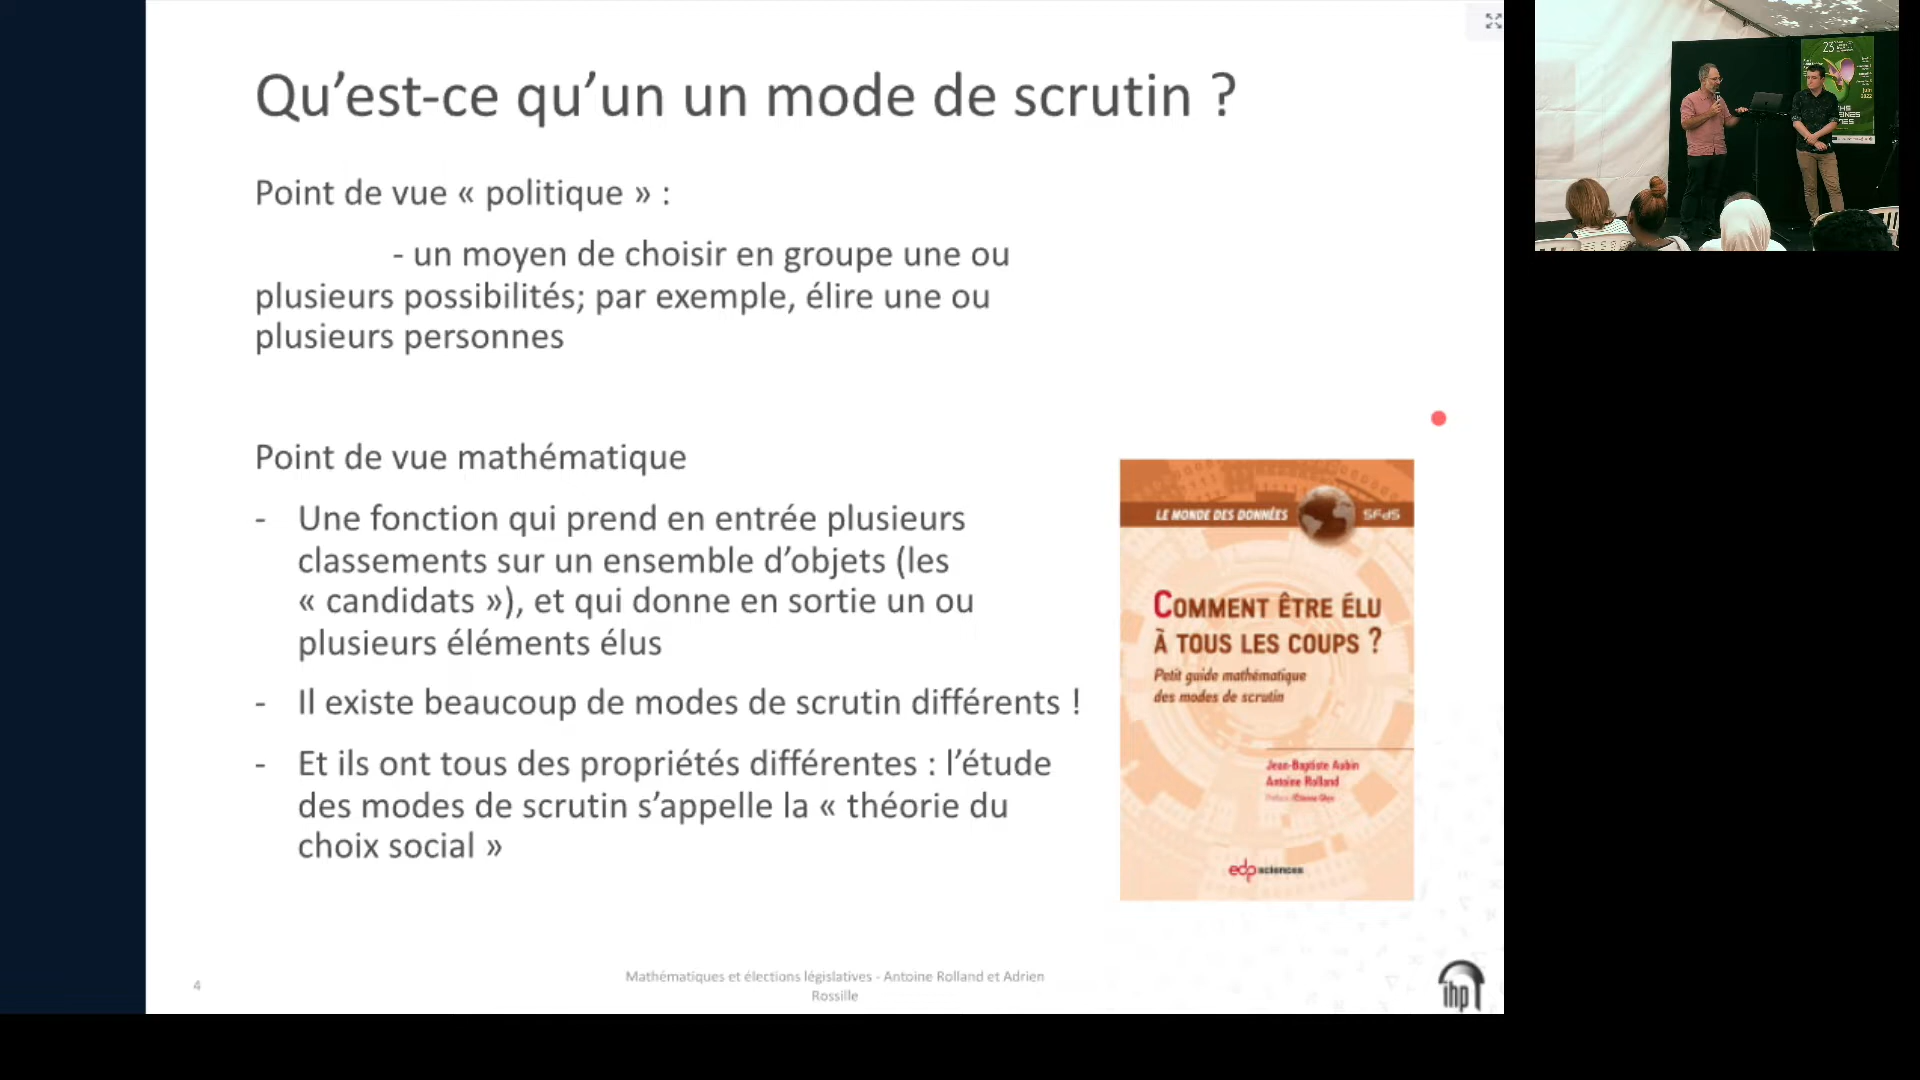 Qu’est-ce qu’un un mode de scrutin ?
Point de vue « politique » :
- un moyen de choisir en groupe une ou
plusieurs possibilités; par exemple, élire une ou
plusieurs personnes
Point de vue mathématique
- Une fonction qui prend en entrée plusieurs
classements sur un ensemble d’objets (les
« candidats »), et qui donne en sortie un ou
plusieurs éléments élus
- Il existe beaucoup de modes de scrutin différents !
- Et ils ont tous des propriétés différentes : l’étude
des modes de scrutin s’appelle la « théorie du
choix social »
LE MONDE DES DONNÉES
SFdS
COMMENT ÊTRE ÉLU
À TOUS LES COUPS ?
Petit guide mathématique
des modes de scrutin
Jean-Baptiste Aubin
Antoine Rolland
edp sciences
4
Mathématiques et élections législatives - Antoine Rolland et Adrien
Rossille
ihp
23
juin
2022